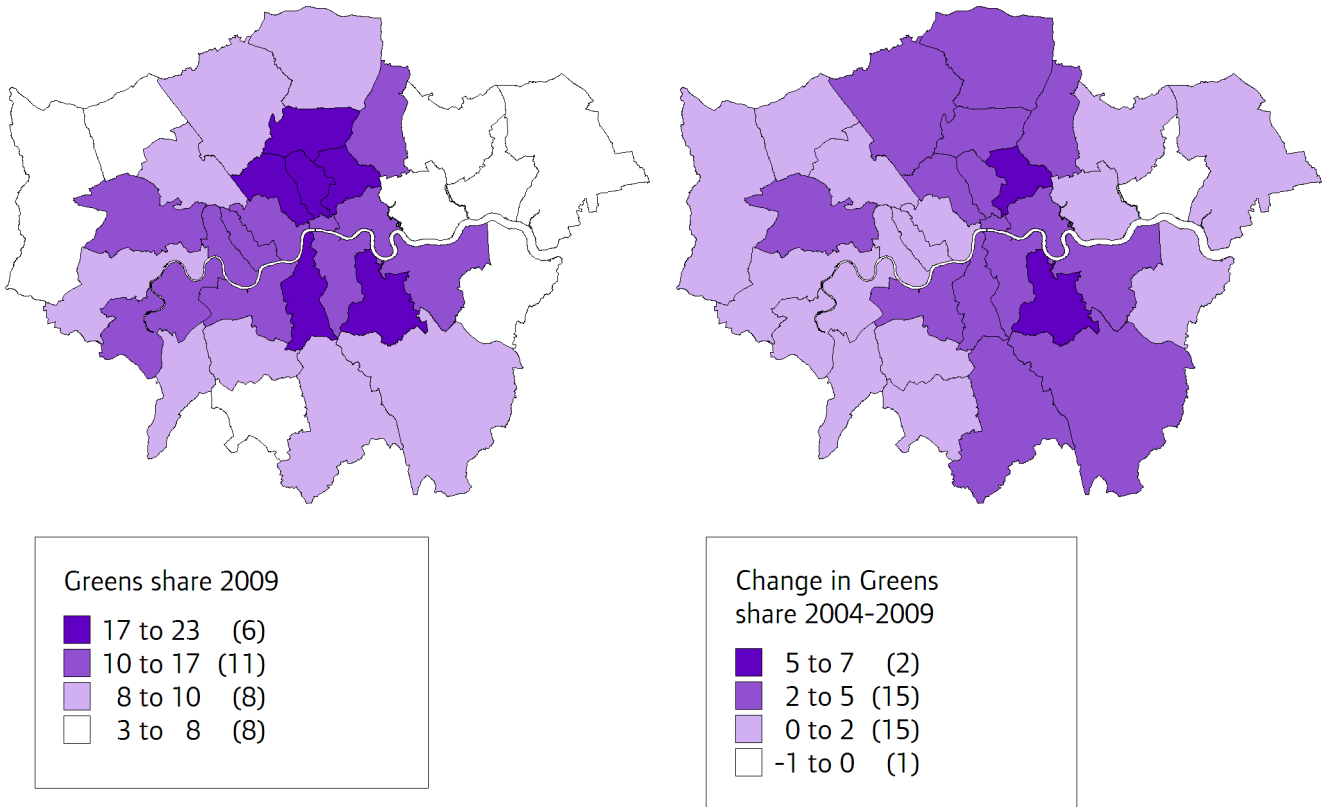 Greens share 2009
17 to 23 (6)
10 to 17 (11)
8 to 10 (8)
3 to 8 (8)
Change in Greens
share 2004-2009
5 to 7 (2)
2 to 5 (15)
0 to 2 (15)
-1 to 0 (1)